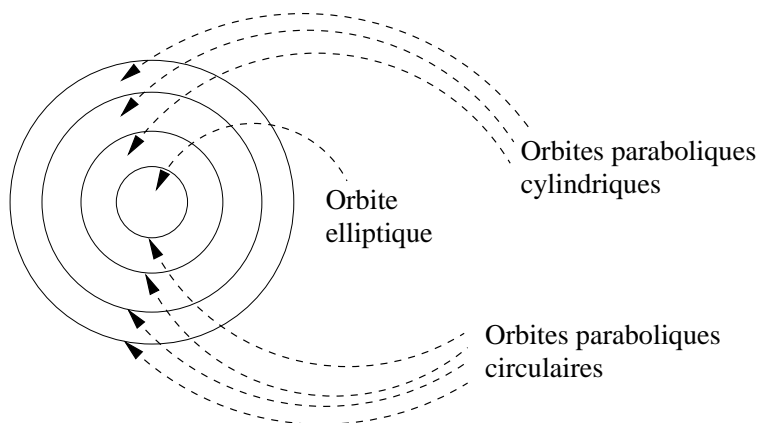 Orbites paraboliques
cylindriques
Orbite
elliptique
Orbites paraboliques
circulaires